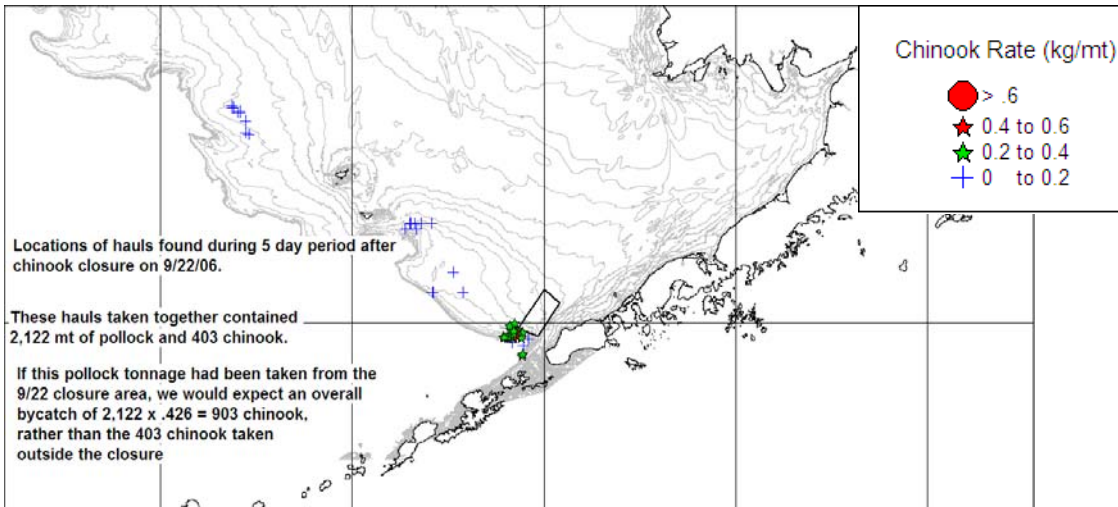 Chinook Rate (kg/mt)
> .6
0.4 to 0.6
0.2 to 0.4
0 to 0.2
Locations of hauls found during 5 day period after
chinook closure on 9/22/06.
These hauls taken together contained
2,122 mt of pollock and 403 chinook.
If this pollock tonnage had been taken from the
9/22 closure area, we would expect an overall
bycatch of 2,122 x .426 = 903 chinook,
rather than the 403 chinook taken
outside the closure